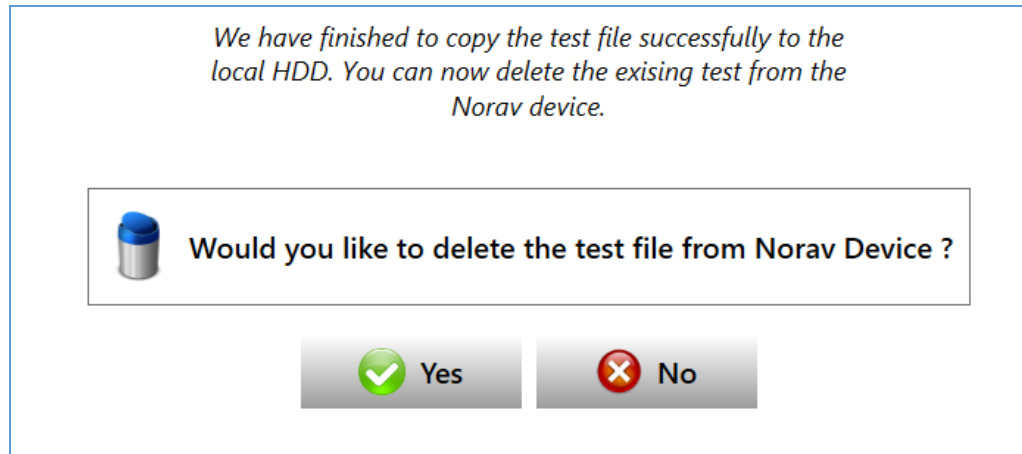 We have finished to copy the test file successfully to the
local HDD. You can now delete the exising test from the
Norav device.
Would you like to delete the test file from Norav Device ?
Yes
No